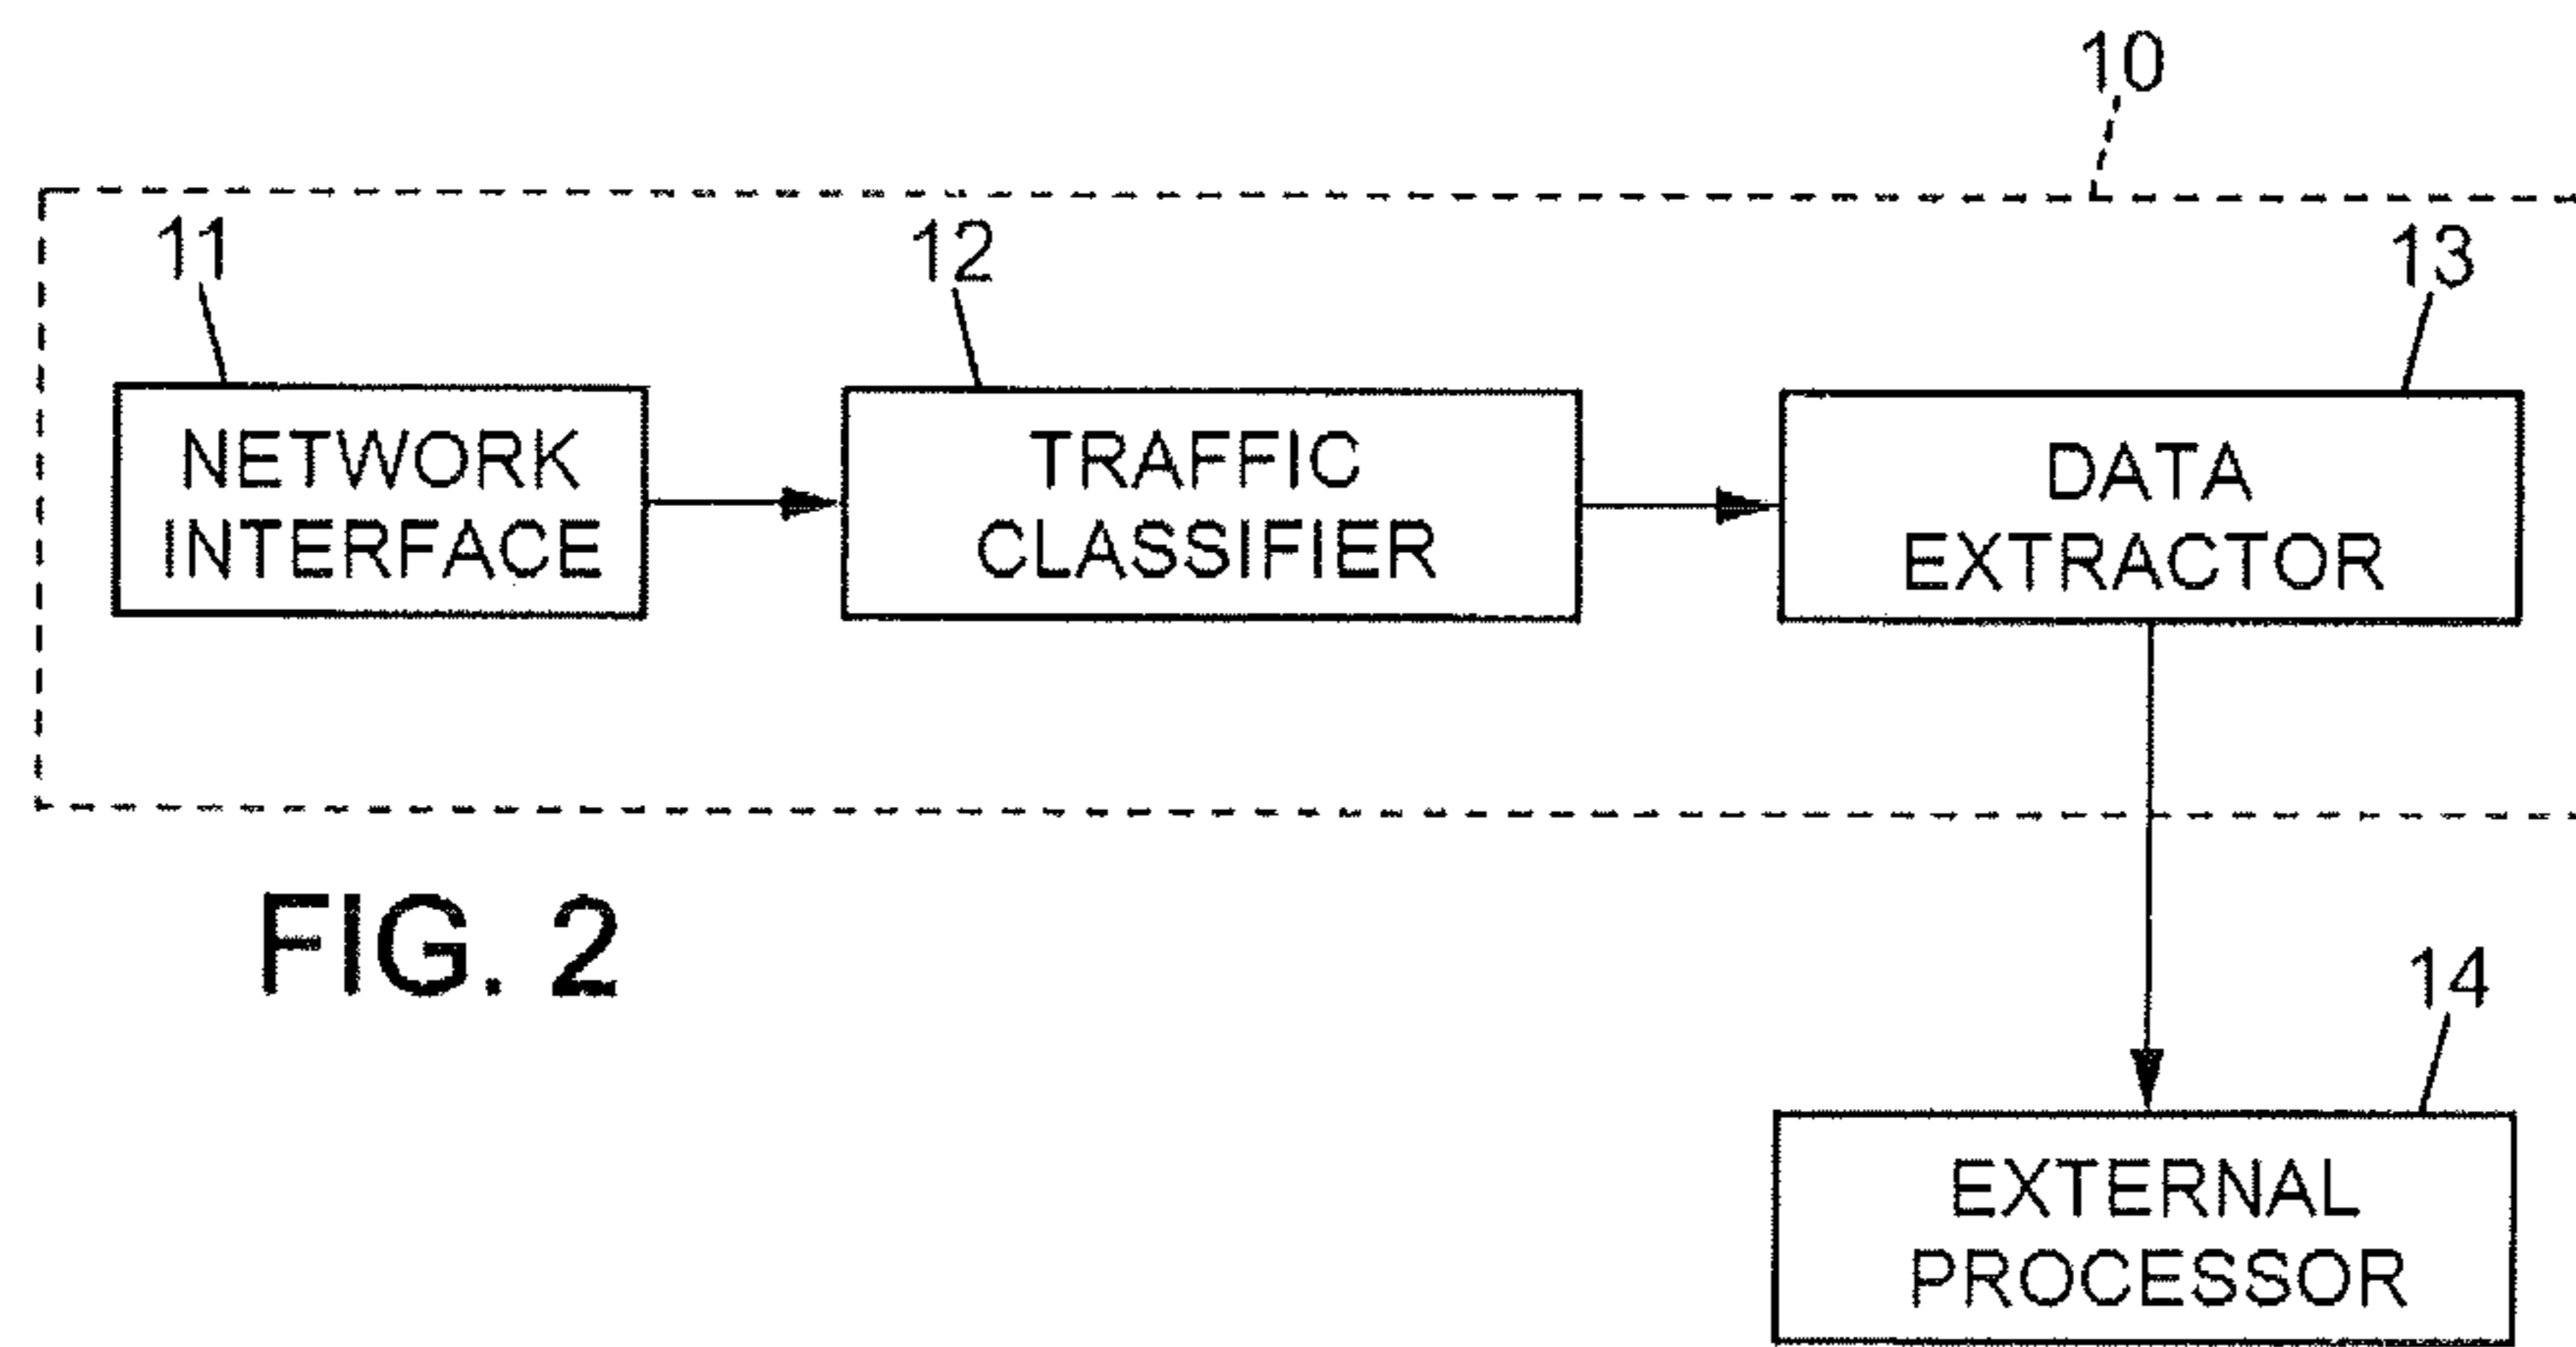 10
11
12
13
NETWORK
INTERFACE
TRAFFIC
CLASSIFIER
DATA
EXTRACTOR
FIG. 2
14
EXTERNAL
PROCESSOR